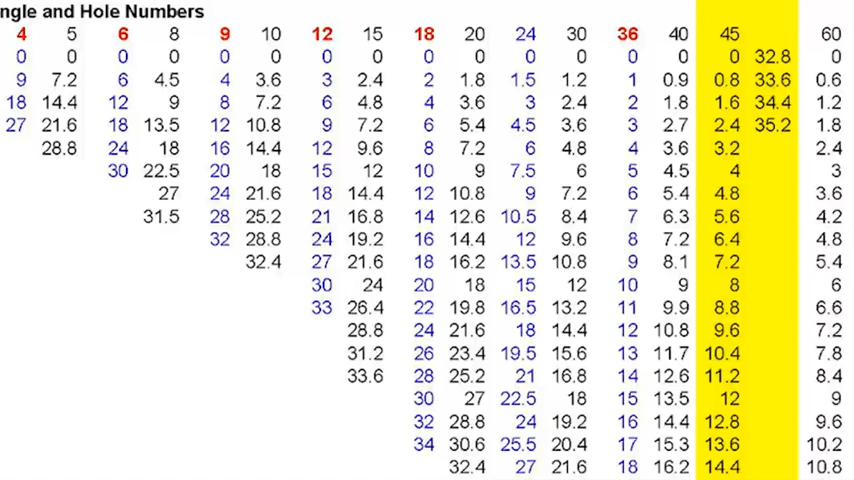 ngle and Hole Numbers
4 5 6 8 9 10 12 15 18 20 24 30 36 40 45 60
0 0 0 0 0 0 0 0 0 0 0 0 0 0 0 32.8 0
9 7.2 6 4.5 4 3.6 3 2.4 2 1.8 1.5 1.2 1 0.9 0.8 33.6 0.6
18 14.4 12 9 8 7.2 6 4.8 4 3.6 3 2.4 2 1.8 1.6 34.4 1.2
27 21.6 18 13.5 12 10.8 9 7.2 6 5.4 4.5 3.6 3 2.7 2.4 35.2 1.8
28.8 24 18 16 14.4 12 9.6 8 7.2 6 4.8 4 3.6 3.2 2.4
30 22.5 20 18 15 12 10 9 7.5 6 5 4.5 4 3
27 24 21.6 18 14.4 12 10.8 9 7.2 6 5.4 4.8 3.6
31.5 28 25.2 21 16.8 14 12.6 10.5 8.4 7 6.3 5.6 4.2
32 28.8 24 19.2 16 14.4 12 9.6 8 7.2 6.4 4.8
32.4 27 21.6 18 16.2 13.5 10.8 9 8.1 7.2 5.4
30 24 20 18 15 12 10 9 8 6
33 26.4 22 19.8 16.5 13.2 11 9.9 8.8 6.6
28.8 24 21.6 18 14.4 12 10.8 9.6 7.2
31.2 26 23.4 19.5 15.6 13 11.7 10.4 7.8
33.6 28 25.2 21 16.8 14 12.6 11.2 8.4
30 27 22.5 18 15 13.5 12 9
32 28.8 24 19.2 16 14.4 12.8 9.6
34 30.6 25.5 20.4 17 15.3 13.6 10.2
32.4 27 21.6 18 16.2 14.4 10.8